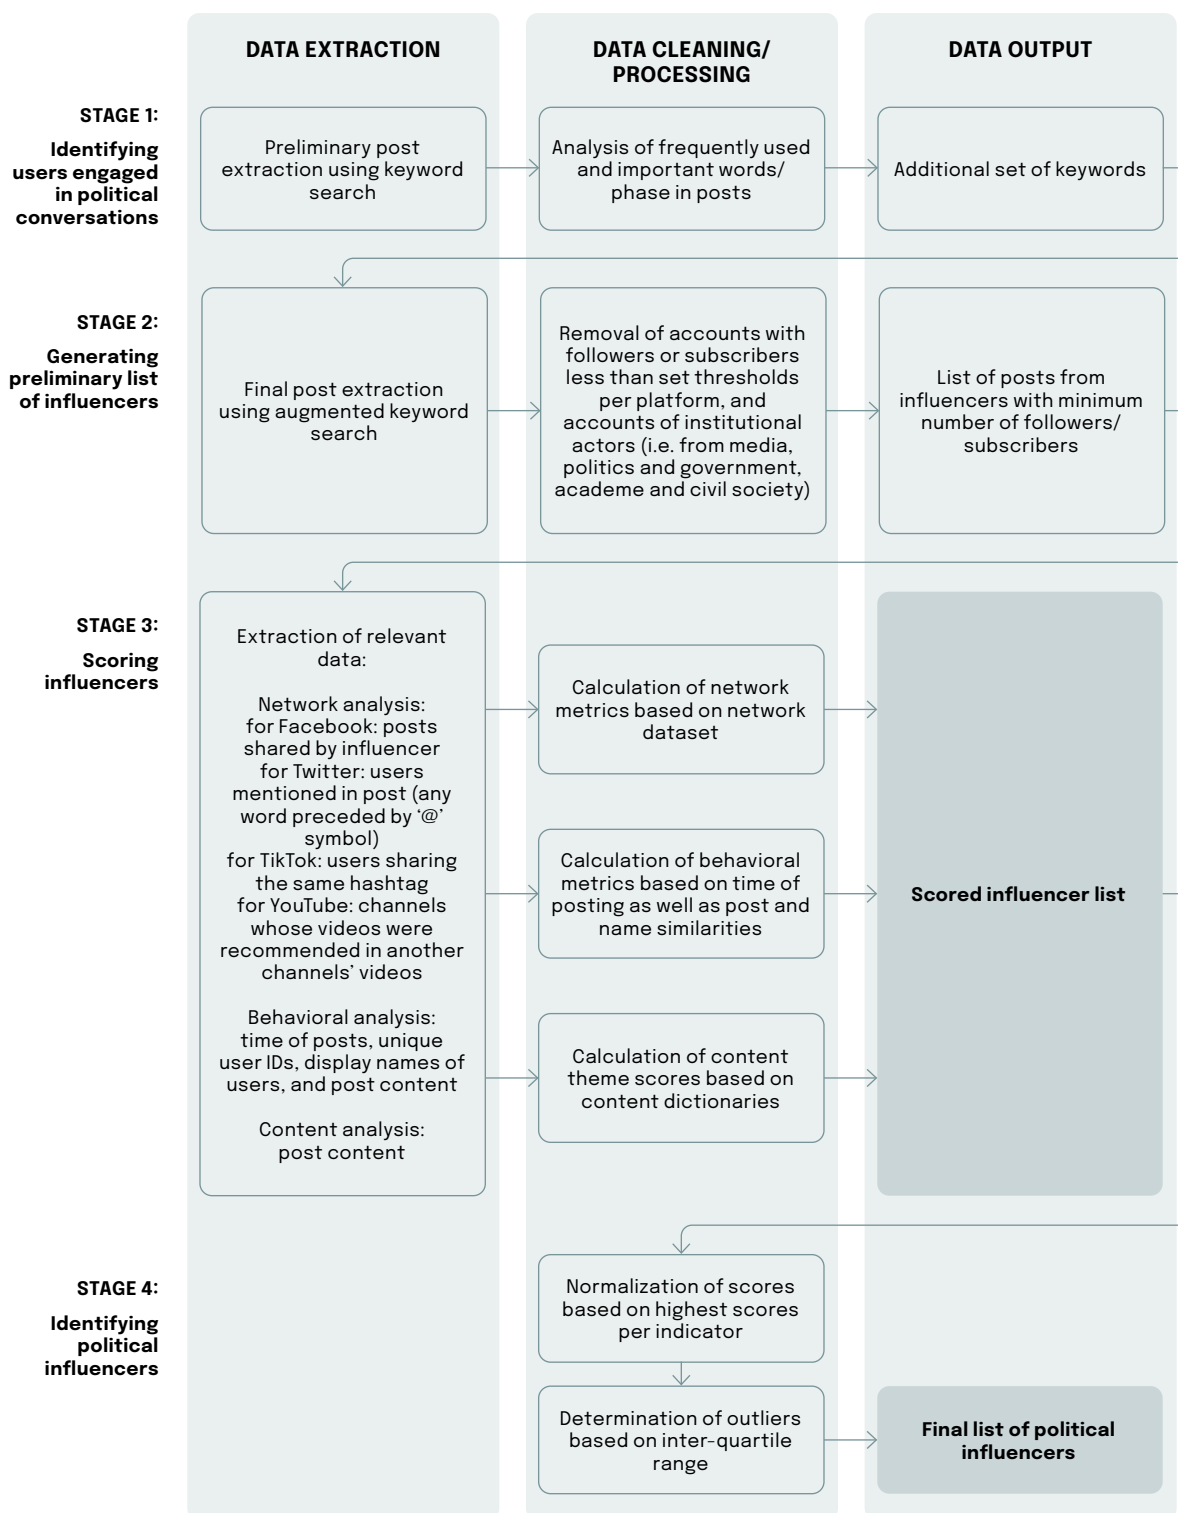 DATA EXTRACTION
DATA CLEANING/
PROCESSING
DATA OUTPUT
STAGE 1:
Identifying
users engaged
in political
conversations
Preliminary post
extraction using keyword
search
Analysis of frequently used
and important words/
phase in posts
Additional set of keywords
STAGE 2:
Generating
preliminary list
of influencers
Final post extraction
using augmented keyword
search
Removal of accounts with
followers or subscribers
less than set thresholds
per platform, and
accounts of institutional
actors (i.e. from media,
politics and government,
academe and civil society)
List of posts from
influencers with minimum
number of followers/
subscribers
STAGE 3:
Scoring
influencers
Extraction of relevant
data:
Network analysis:
for Facebook: posts
shared by influencer
for Twitter: users
mentioned in post (any
word preceded by ‘@’
symbol)
for TikTok: users sharing
the same hashtag
for YouTube: channels
whose videos were
recommended in another
channels’ videos
Behavioral analysis:
time of posts, unique
user IDs, display names of
users, and post content
Content analysis:
post content
Calculation of network
metrics based on network
dataset
Calculation of behavioral
metrics based on time of
posting as well as post and
name similarities
Calculation of content
theme scores based on
content dictionaries
Scored influencer list
STAGE 4:
Identifying
political
influencers
Normalization of scores
based on highest scores
per indicator
Determination of outliers
based on inter-quartile
range
Final list of political
influencers